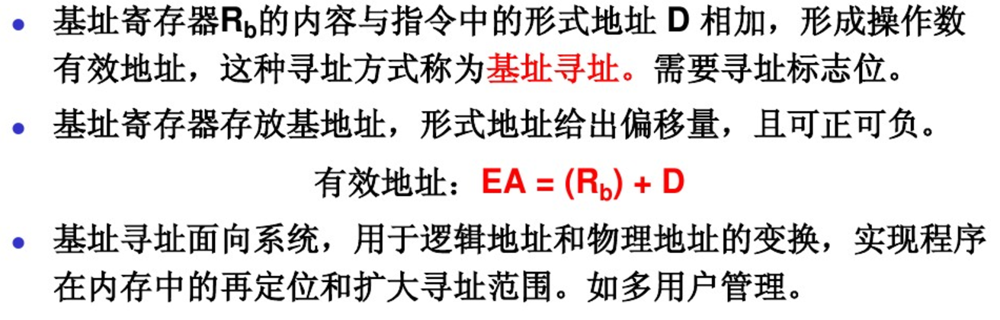 • 基址寄存器Rb的内容与指令中的形式地址 D 相加，形成操作数
有效地址，这种寻址方式称为基址寻址。需要寻址标志位。
• 基址寄存器存放基地址，形式地址给出偏移量，且可正可负。
有效地址：EA = (Rb) + D
• 基址寻址面向系统，用于逻辑地址和物理地址的变换，实现程序
在内存中的再定位和扩大寻址范围。如多用户管理。